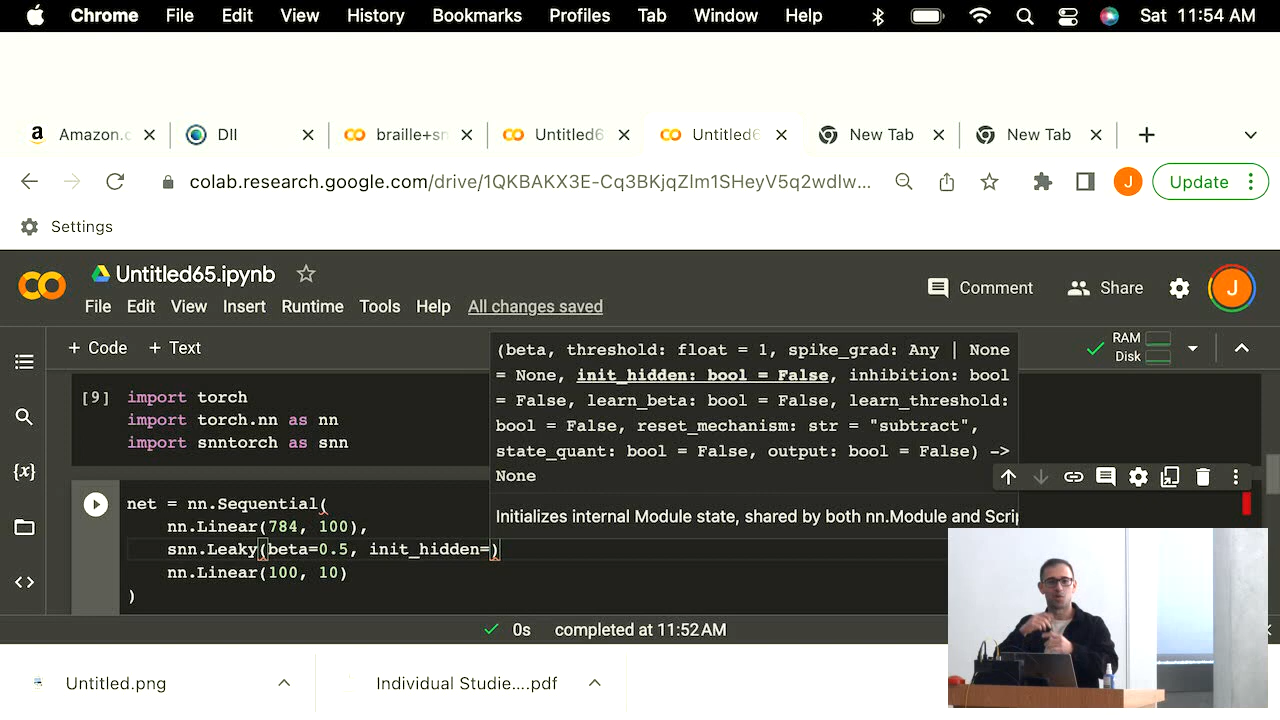 Chrome File Edit View History Bookmarks Profiles Tab Window Help Sat 11:54 AM
a Amazon.c DII braille+sn Untitled6 Untitled6 New Tab New Tab
colab.research.google.com/drive/1QKBAKX3E-Cq3BKjqZlm1SHeyV5q2wdlw... J Update
Settings
Untitled65.ipynb
Comment Share J
File Edit View Insert Runtime Tools Help All changes saved
+ Code + Text
RAM
Disk
(beta, threshold: float = 1, spike_grad: Any | None
= None, init_hidden: bool = False, inhibition: bool
= False, learn_beta: bool = False, learn_threshold:
bool = False, reset_mechanism: str = "subtract",
state_quant: bool = False, output: bool = False) ->
None
Initializes internal Module state, shared by both nn.Module and Scrip
[9] import torch
import torch.nn as nn
import snntorch as snn
{x}
net = nn.Sequential(
nn.Linear(784, 100),
snn.Leaky(beta=0.5, init_hidden=)
nn.Linear(100, 10)
)
0s completed at 11:52 AM
Untitled.png Individual Studie....pdf